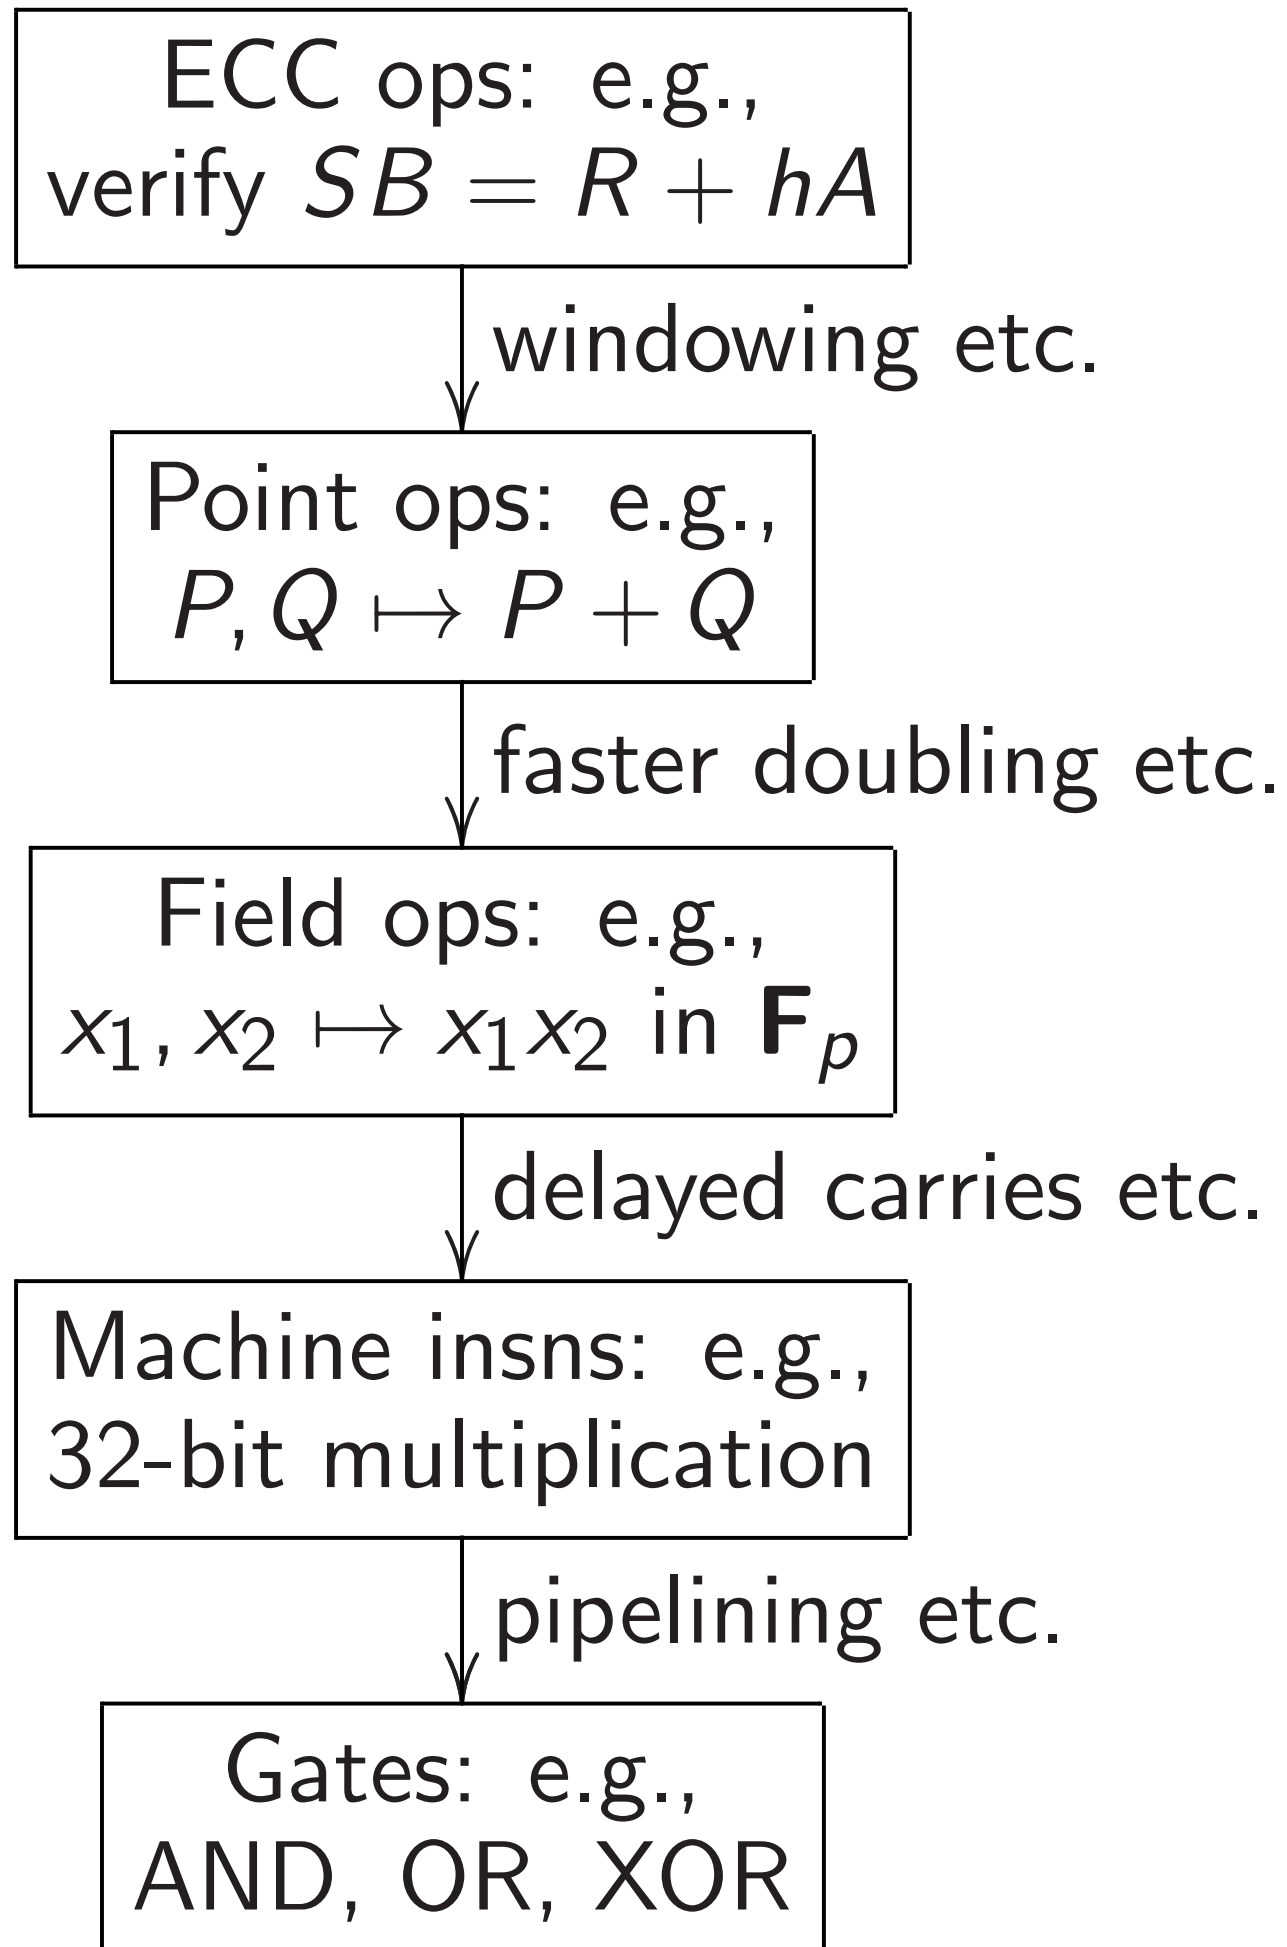 ECC ops: e.g.,
verify SB = R + hA
windowing etc.
Point ops: e.g.,
P, Q ↦ P + Q
faster doubling etc.
Field ops: e.g.,
x₁, x₂ ↦ x₁x₂ in 𝐅ₚ
delayed carries etc.
Machine insns: e.g.,
32-bit multiplication
pipelining etc.
Gates: e.g.,
AND, OR, XOR